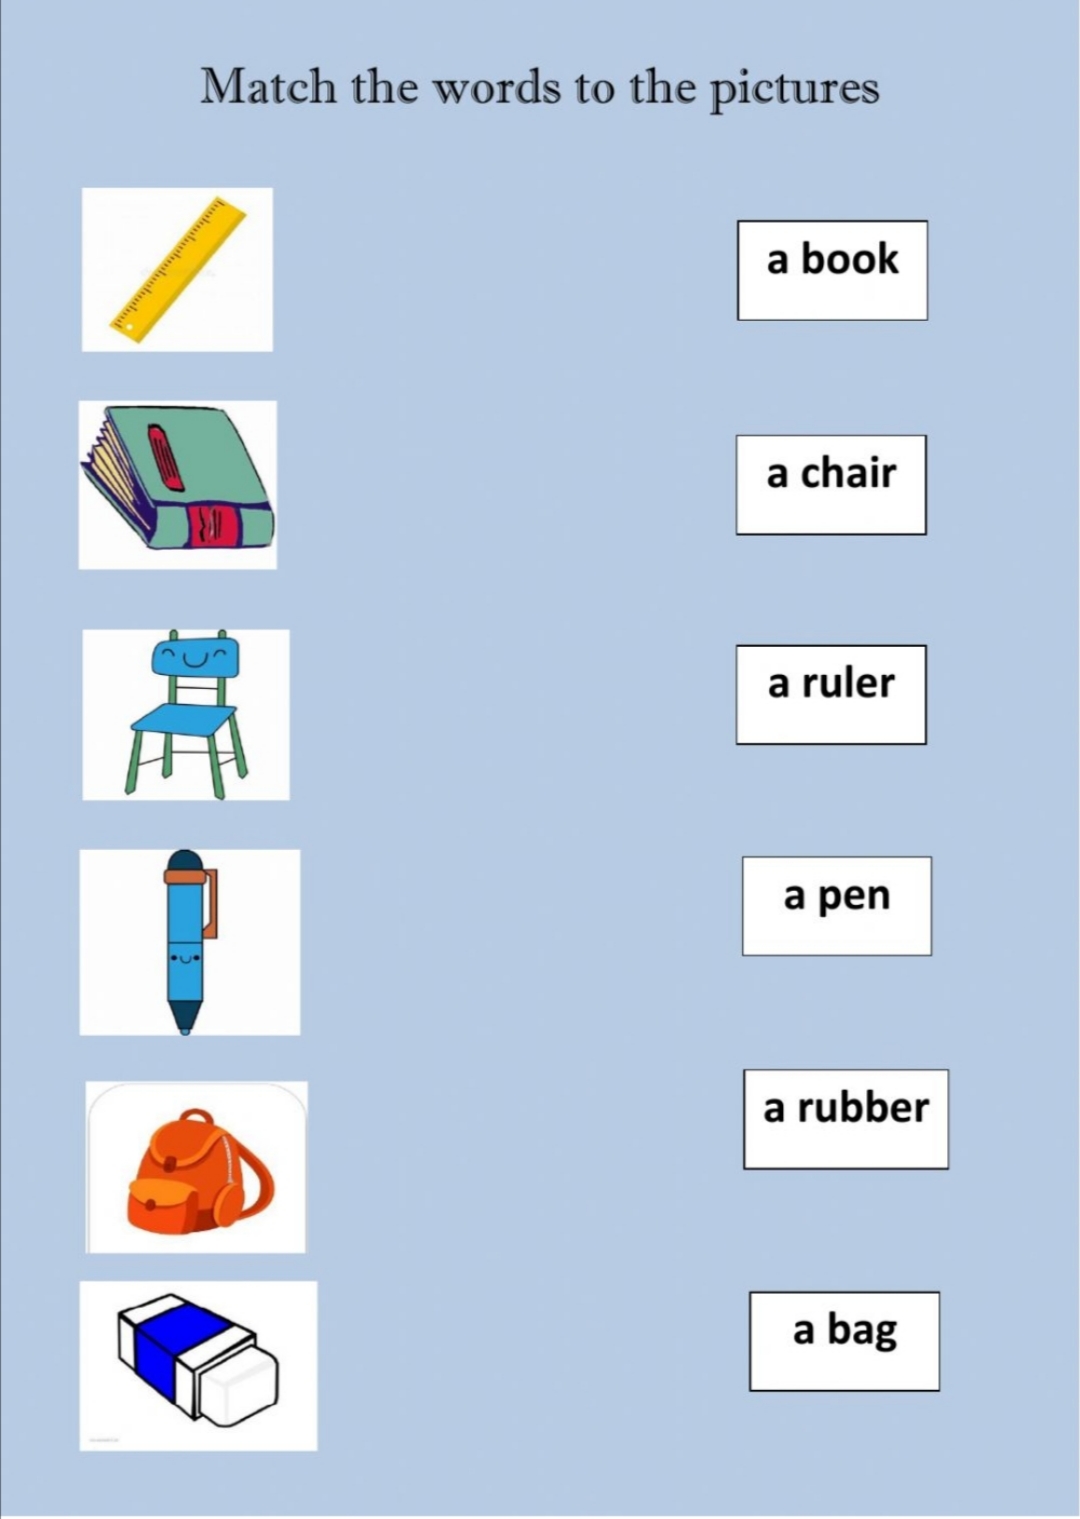 Match the words to the pictures
a book
a chair
a ruler
a pen
a rubber
a bag